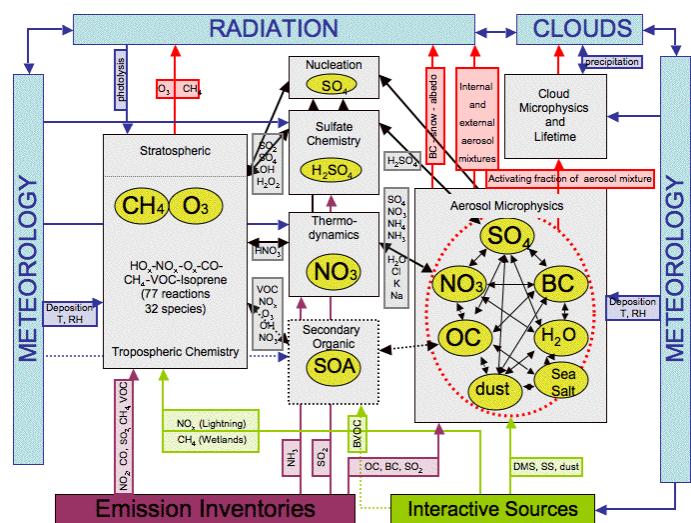 RADIATION
CLOUDS
METEOROLOGY
METEOROLOGY
photolysis
O₃ CH₄
precipitation
Nucleation
SO₄
BC - snow - albedo
Internal
and
external
aerosol
mixtures
Cloud
Microphysics
and
Lifetime
Stratospheric
CH₄ O₃
HOₓ-NOₓ-Oₓ-CO-
CH₄-VOC-Isoprene
(77 reactions
32 species)
Tropospheric Chemistry
SO₂
SO₄
OH
H₂O₂
Sulfate
Chemistry
H₂SO₄
H₂SO₄
Activating fraction of aerosol mixture
HNO₃
Thermo-
dynamics
NO₃
SO₄
NO₃
NH₄
NH₃
H₂O
Cl
K
Na
Aerosol Microphysics
SO₄
NO₃
BC
OC
H₂O
dust
Sea
Salt
Deposition
T, RH
Deposition
T, RH
VOC
NOₓ
O₃
OH
NO₃
Secondary
Organic
SOA
NO₂, CO, SO₂, CH₄, VOC
NOₓ (Lightning)
CH₄ (Wetlands)
NH₃
SO₂
BVOC
OC, BC, SO₂
DMS, SS, dust
Emission Inventories
Interactive Sources